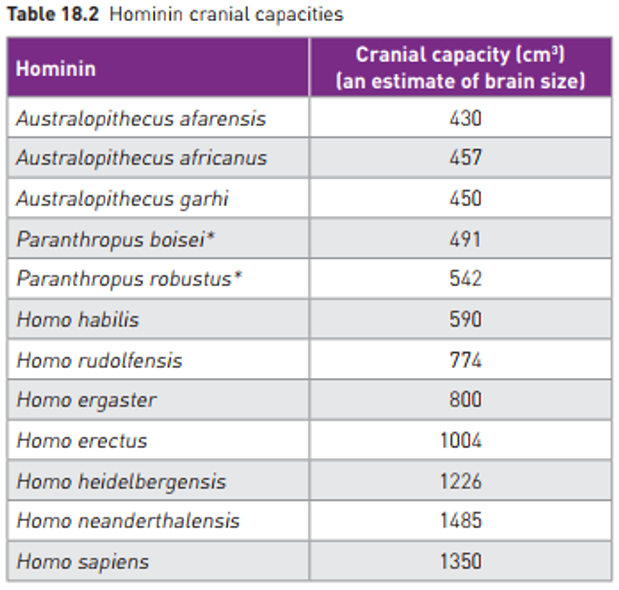 Table 18.2 Hominin cranial capacities
Hominin
Cranial capacity (cm³)
(an estimate of brain size)
Australopithecus afarensis 430
Australopithecus africanus 457
Australopithecus garhi 450
Paranthropus boisei* 491
Paranthropus robustus* 542
Homo habilis 590
Homo rudolfensis 774
Homo ergaster 800
Homo erectus 1004
Homo heidelbergensis 1226
Homo neanderthalensis 1485
Homo sapiens 1350